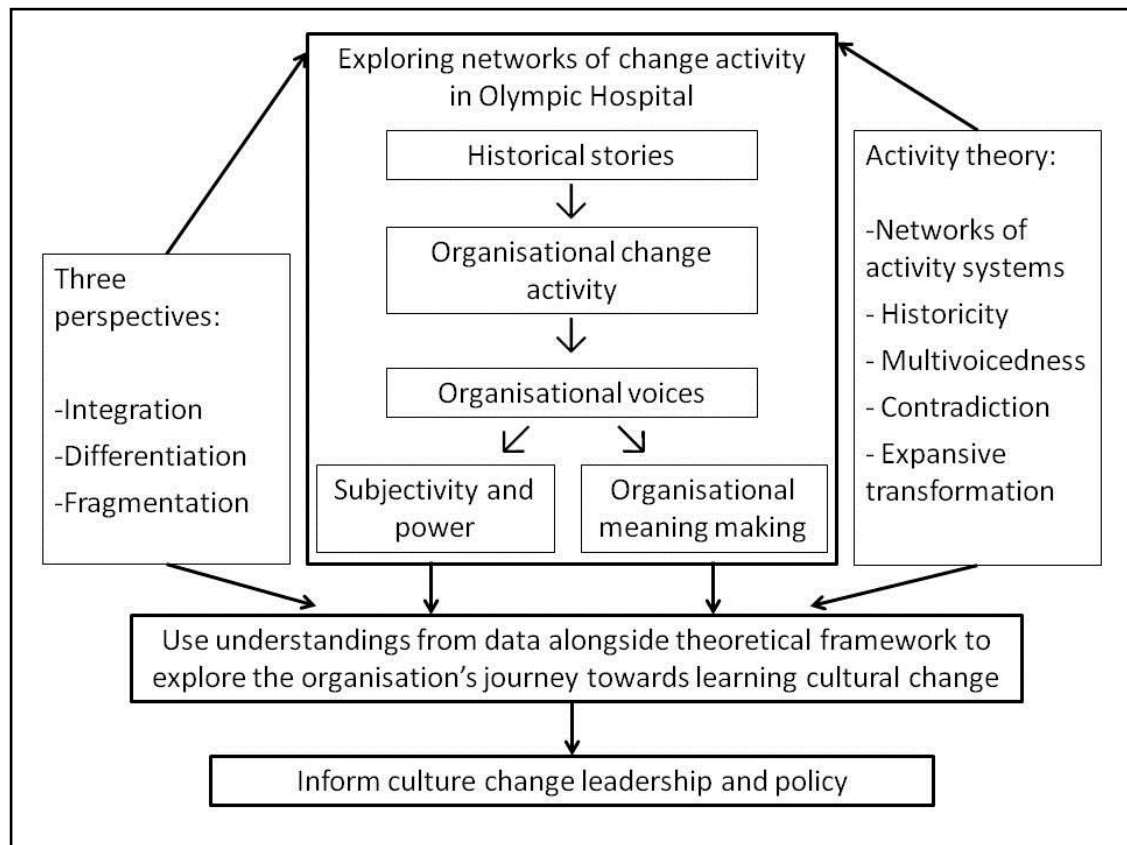 Exploring networks of change activity
in Olympic Hospital
Historical stories
Organisational change
activity
Organisational voices
Subjectivity and
power
Organisational
meaning making
Three
perspectives:
-Integration
-Differentiation
-Fragmentation
Activity theory:
-Networks of
activity systems
- Historicity
- Multivoicedness
- Contradiction
- Expansive
transformation
Use understandings from data alongside theoretical framework to
explore the organisation's journey towards learning cultural change
Inform culture change leadership and policy